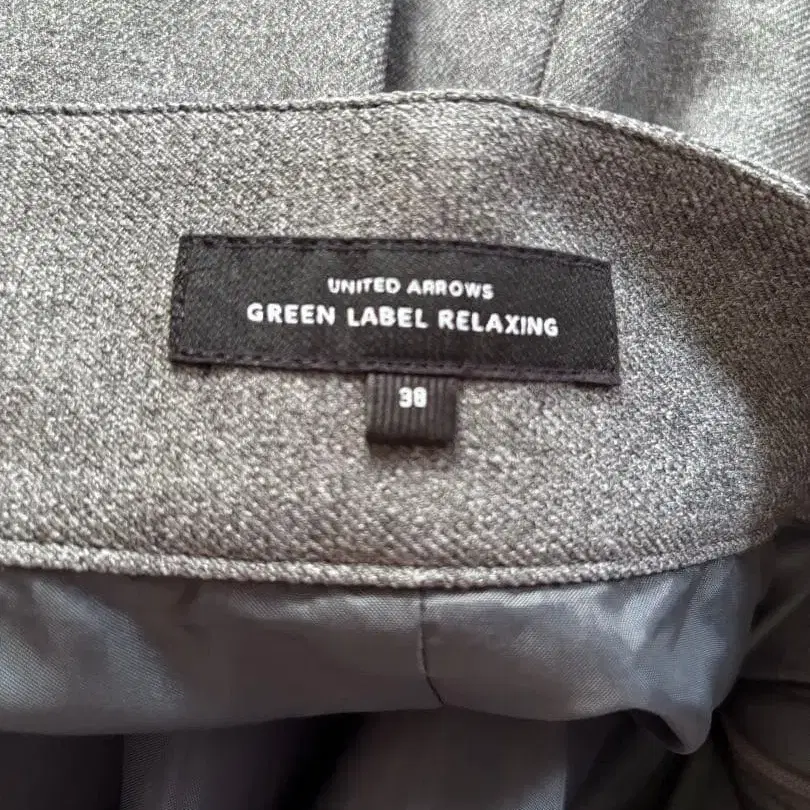 UNITED ARROWS
GREEN LABEL RELAXING
38